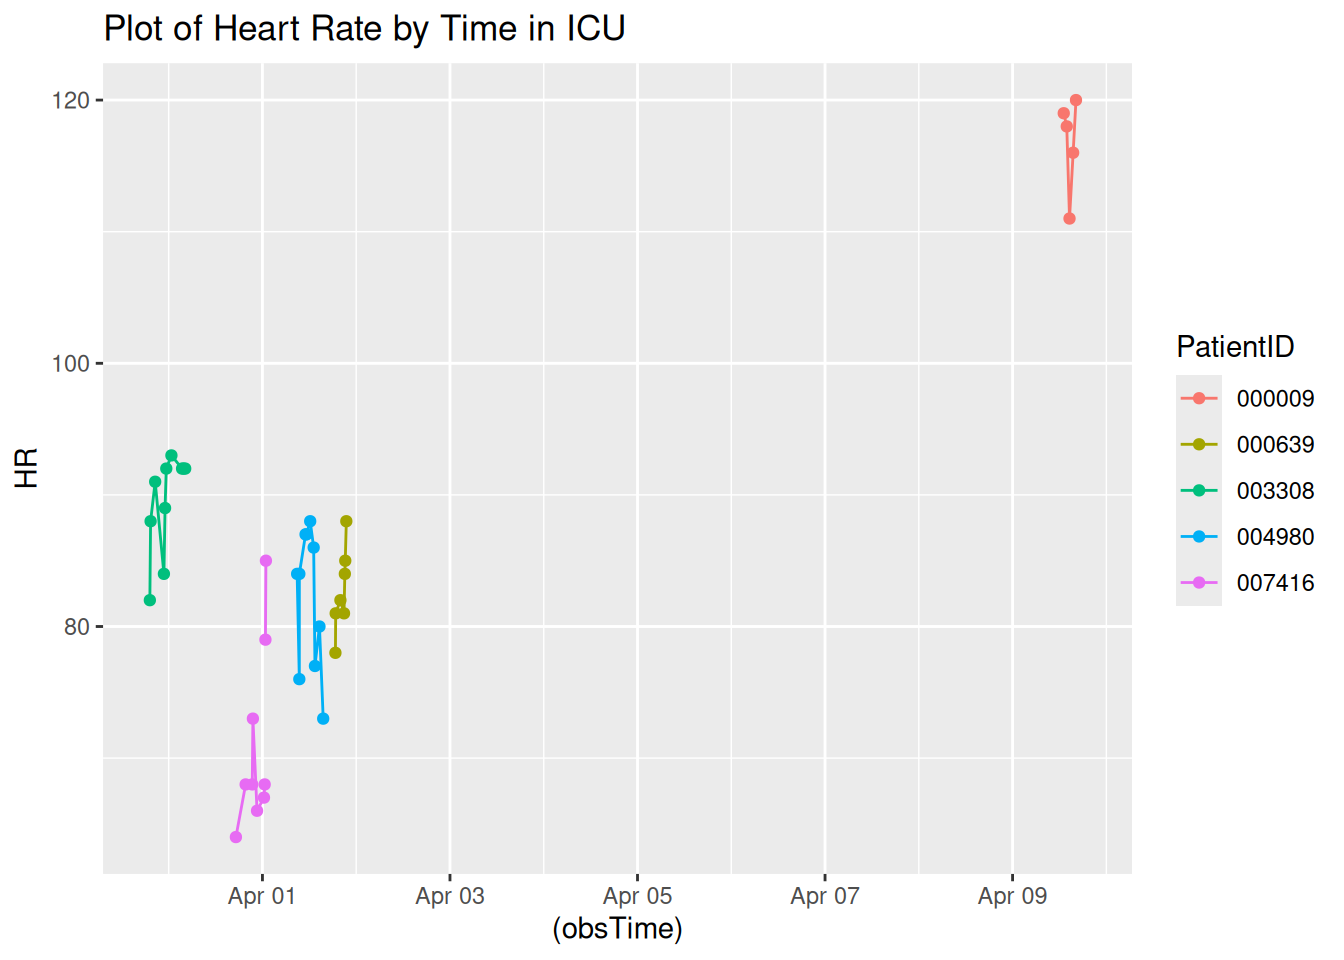 Plot of Heart Rate by Time in ICU
120
100
80
HR
Apr 01
Apr 03
Apr 05
Apr 07
Apr 09
(obsTime)
PatientID
000009
000639
003308
004980
007416